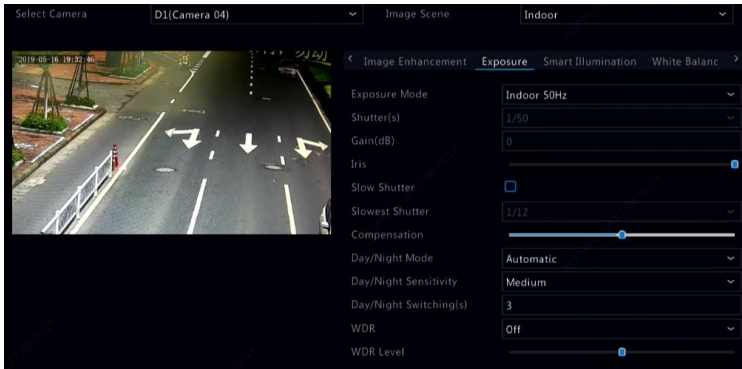 Select Camera D1(Camera 04) Image Scene Indoor
2019-05-16 19:32:46
Image Enhancement Exposure Smart Illumination White Balanc
Exposure Mode Indoor 50Hz
Shutter(s) 1/50
Gain(dB) 0
Iris
Slow Shutter
Slowest Shutter 1/12
Compensation
Day/Night Mode Automatic
Day/Night Sensitivity Medium
Day/Night Switching(s) 3
WDR Off
WDR Level